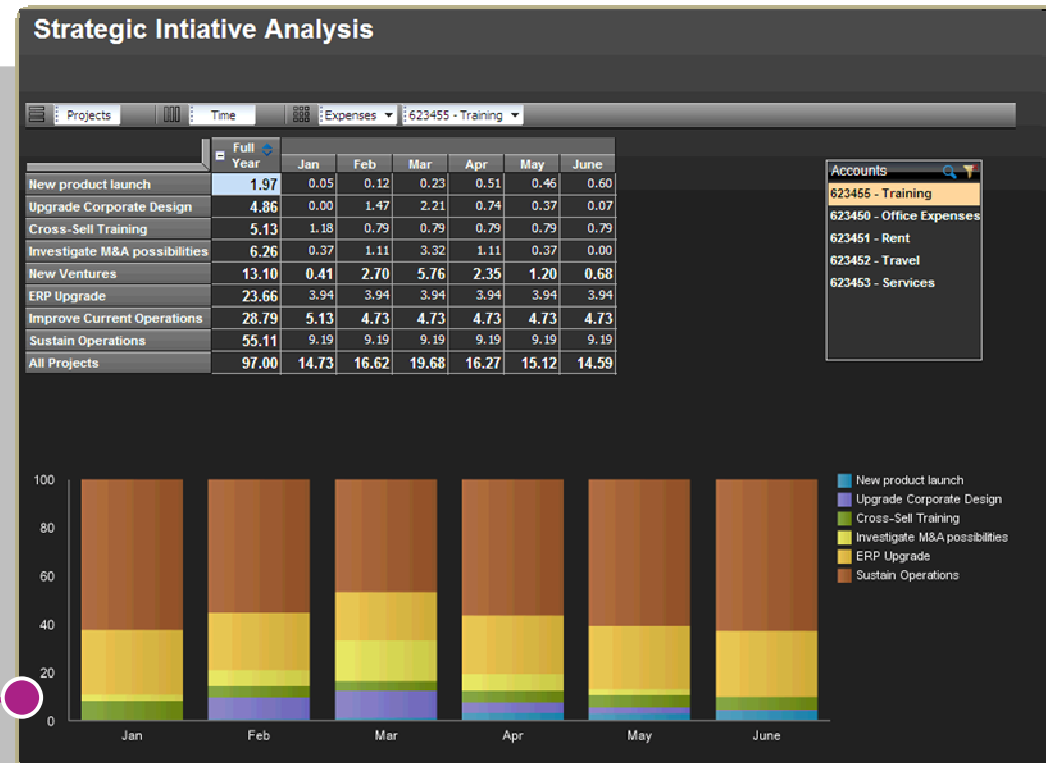 Strategic Intiative Analysis
Projects Time Expenses 623455 - Training
Full Year Jan Feb Mar Apr May June
New product launch 1.97 0.05 0.12 0.23 0.51 0.46 0.60
Upgrade Corporate Design 4.86 0.00 1.47 2.21 0.74 0.37 0.07
Cross-Sell Training 5.13 1.18 0.79 0.79 0.79 0.79 0.79
Investigate M&A possibilities 6.26 0.37 1.11 3.32 1.11 0.37 0.00
New Ventures 13.10 0.41 2.70 5.76 2.35 1.20 0.68
ERP Upgrade 23.66 3.94 3.94 3.94 3.94 3.94 3.94
Improve Current Operations 28.79 5.13 4.73 4.73 4.73 4.73 4.73
Sustain Operations 55.11 9.19 9.19 9.19 9.19 9.19 9.19
All Projects 97.00 14.73 16.62 19.68 16.27 15.12 14.59
Accounts
623455 - Training
623450 - Office Expenses
623451 - Rent
623452 - Travel
623453 - Services
100
80
60
40
20
0
Jan Feb Mar Apr May June
New product launch
Upgrade Corporate Design
Cross-Sell Training
Investigate M&A possibilities
ERP Upgrade
Sustain Operations